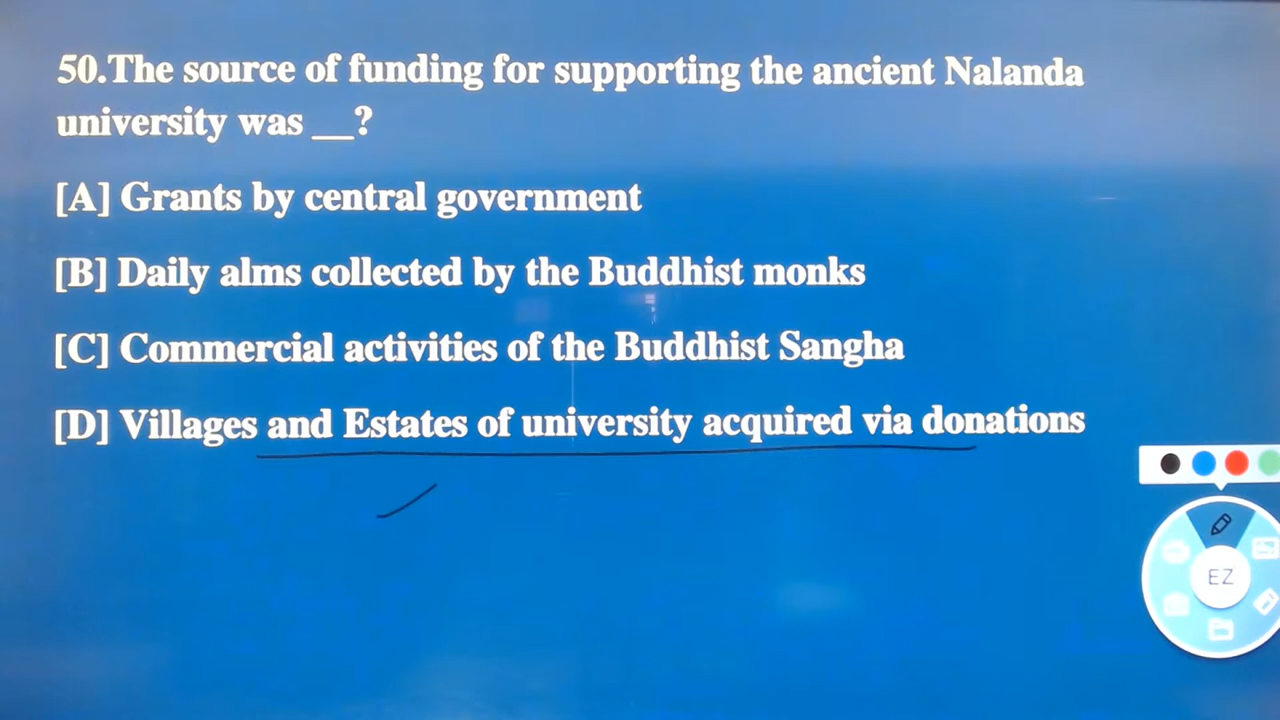 50.The source of funding for supporting the ancient Nalanda
university was __?
[A] Grants by central government
[B] Daily alms collected by the Buddhist monks
[C] Commercial activities of the Buddhist Sangha
[D] Villages and Estates of university acquired via donations
EZ